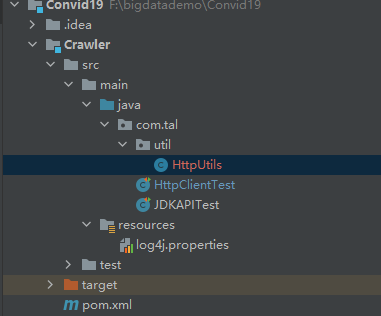 Convid19 F:\bigdatademo\Convid19
.idea
Crawler
src
main
java
com.tal
util
HttpUtils
HttpClientTest
JDKAPITest
resources
log4j.properties
test
target
pom.xml